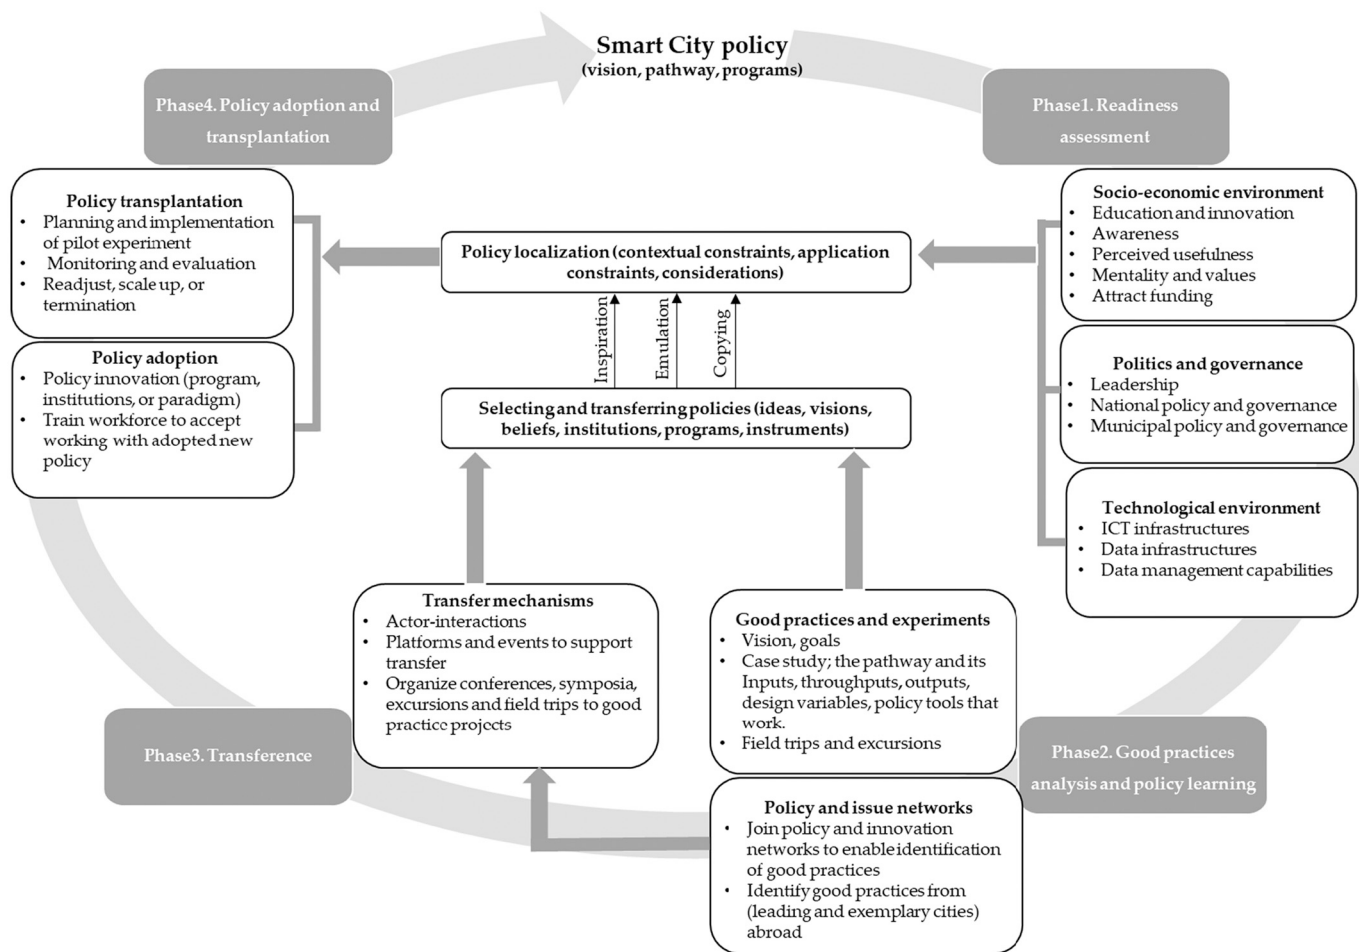 Smart City policy
(vision, pathway, programs)
Phase4. Policy adoption and
transplantation
Phase1. Readiness
assessment
Policy transplantation
• Planning and implementation
of pilot experiment
• Monitoring and evaluation
• Readjust, scale up, or
termination
Policy adoption
• Policy innovation (program,
institutions, or paradigm)
• Train workforce to accept
working with adopted new
policy
Policy localization (contextual constraints, application
constraints, considerations)
Inspiration
Emulation
Copying
Selecting and transferring policies (ideas, visions,
beliefs, institutions, programs, instruments)
Socio-economic environment
• Education and innovation
• Awareness
• Perceived usefulness
• Mentality and values
• Attract funding
Politics and governance
• Leadership
• National policy and governance
• Municipal policy and governance
Technological environment
• ICT infrastructures
• Data infrastructures
• Data management capabilities
Transfer mechanisms
• Actor-interactions
• Platforms and events to support
transfer
• Organize conferences, symposia,
excursions and field trips to good
practice projects
Good practices and experiments
• Vision, goals
• Case study; the pathway and its
Inputs, throughputs, outputs,
design variables, policy tools that
work.
• Field trips and excursions
Phase3. Transference
Phase2. Good practices
analysis and policy learning
Policy and issue networks
• Join policy and innovation
networks to enable identification
of good practices
• Identify good practices from
(leading and exemplary cities)
abroad